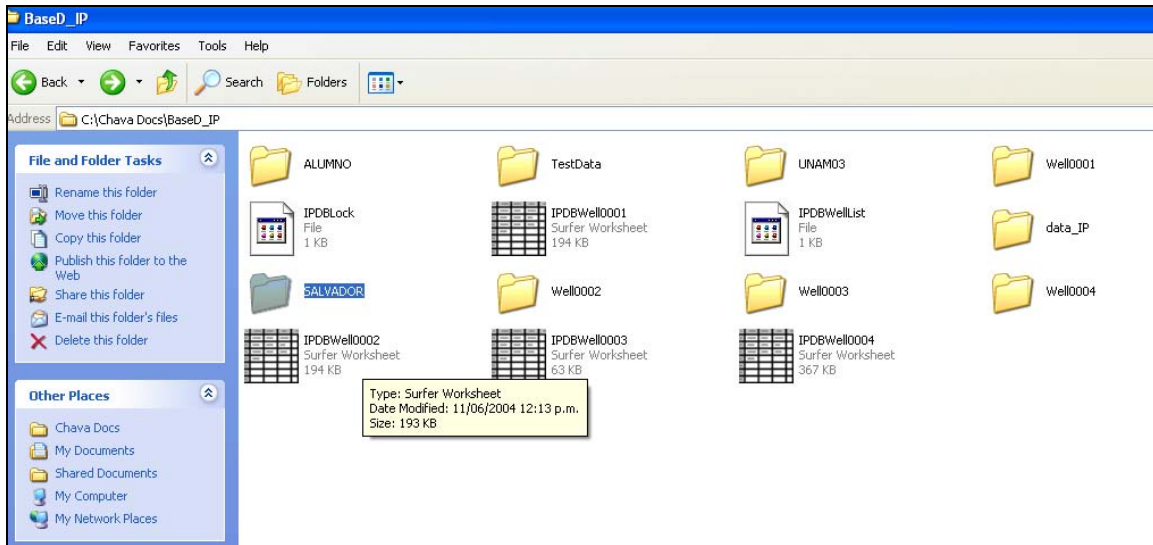 BaseD_IP
File Edit View Favorites Tools Help
Back Search Folders
Address C:\Chava Docs\BaseD_IP
File and Folder Tasks
Rename this folder
Move this folder
Copy this folder
Publish this folder to the
Web
Share this folder
E-mail this folder's files
Delete this folder
Other Places
Chava Docs
My Documents
Shared Documents
My Computer
My Network Places
ALUMNO
TestData
UNAM03
Well0001
IPDBLock
File
1 KB
IPDBWell0001
Surfer Worksheet
194 KB
IPDBWellList
File
1 KB
data_IP
SALVADOR
Well0002
Well0003
Well0004
IPDBWell0002
Surfer Worksheet
194 KB
IPDBWell0003
Surfer Worksheet
63 KB
IPDBWell0004
Surfer Worksheet
367 KB
Type: Surfer Worksheet
Date Modified: 11/06/2004 12:13 p.m.
Size: 193 KB